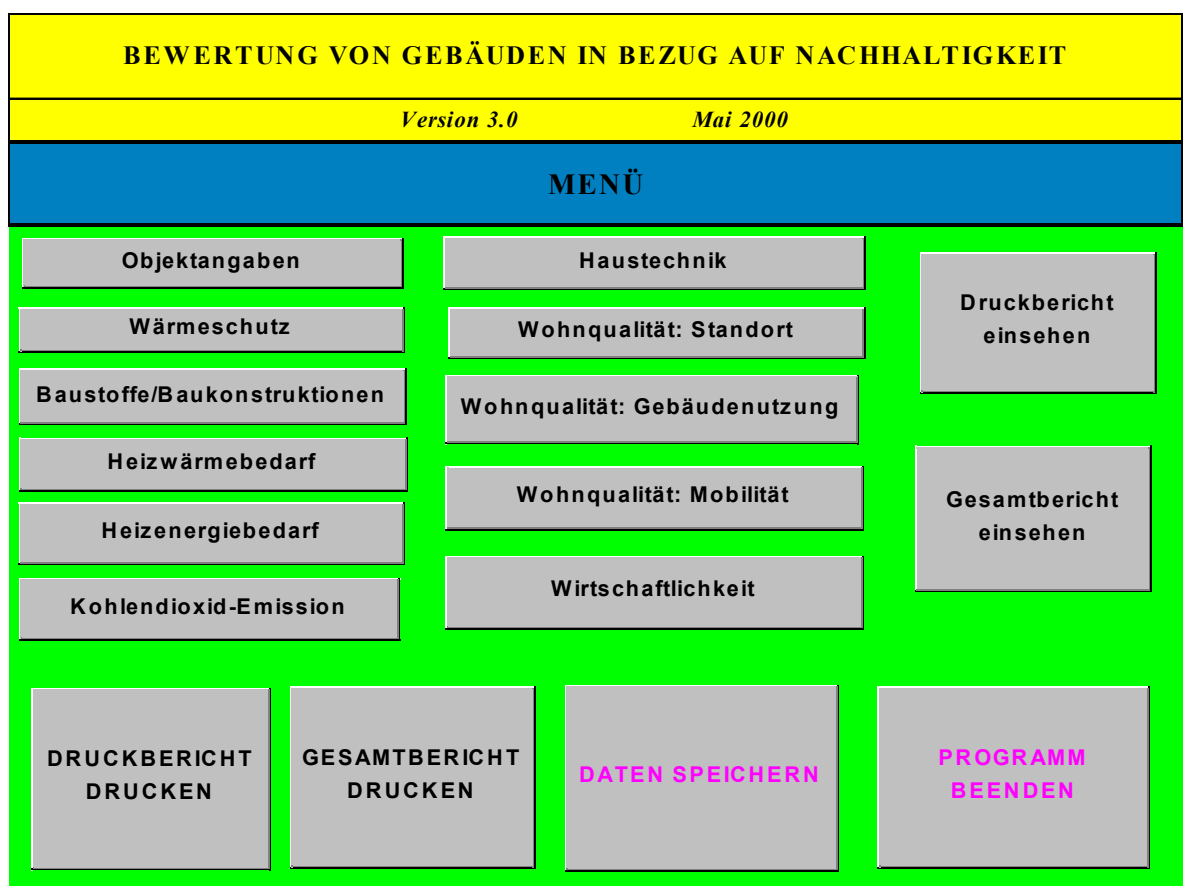 BEWERTUNG VON GEBÄUDEN IN BEZUG AUF NACHHALTIGKEIT
Version 3.0 Mai 2000
MENÜ
Objektangaben
Wärmeschutz
Baustoffe/Baukonstruktionen
Heizwärmebedarf
Heizenergiebedarf
Kohlendioxid-Emission
Haustechnik
Wohnqualität: Standort
Wohnqualität: Gebäudenutzung
Wohnqualität: Mobilität
Wirtschaftlichkeit
Druckbericht
einsehen
Gesamtbericht
einsehen
DRUCKBERICHT
DRUCKEN
GESAMTBERICHT
DRUCKEN
DATEN SPEICHERN
PROGRAMM
BEENDEN